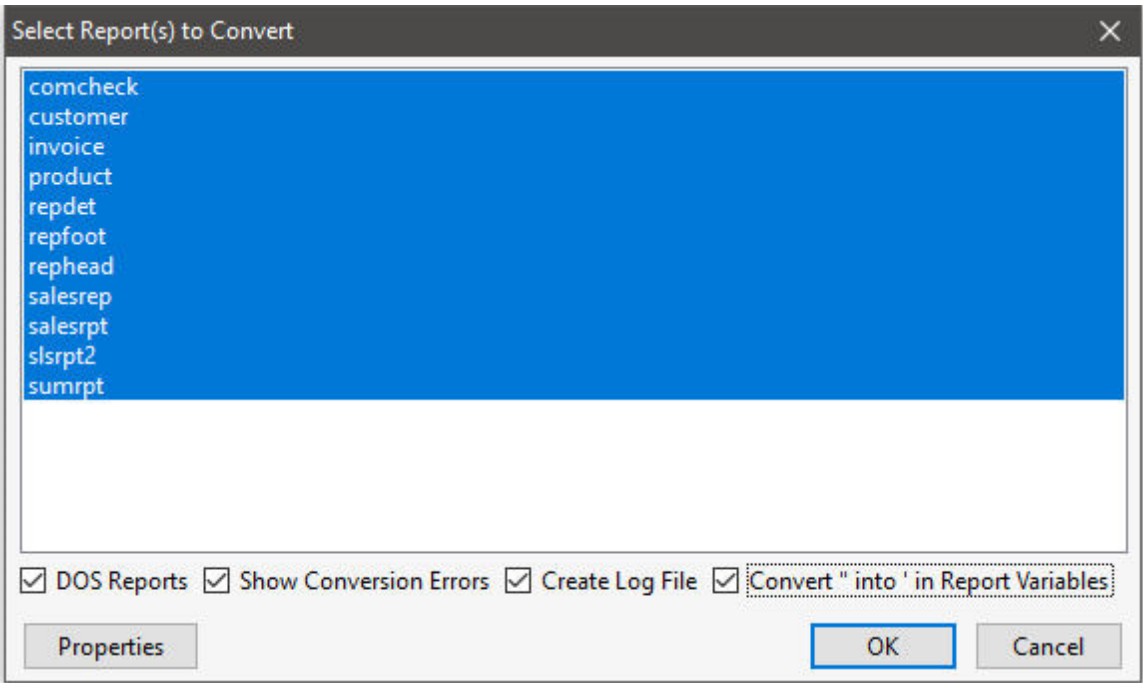 Select Report(s) to Convert
comcheck
customer
invoice
product
repdet
repfoot
rephead
salesrep
salesrpt
slsrpt2
sumrpt
DOS Reports Show Conversion Errors Create Log File Convert " into ' in Report Variables
Properties OK Cancel